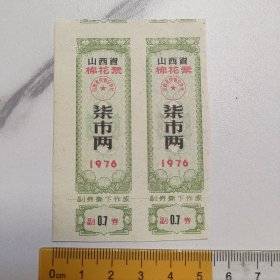 山西省
棉花票
柒市两
1976
副券撕下作废
副 0.7 券
山西省
棉花票
柒市两
1976
副券撕下作废
副 0.7 券
0cm 1 2 3 4 5 6 7